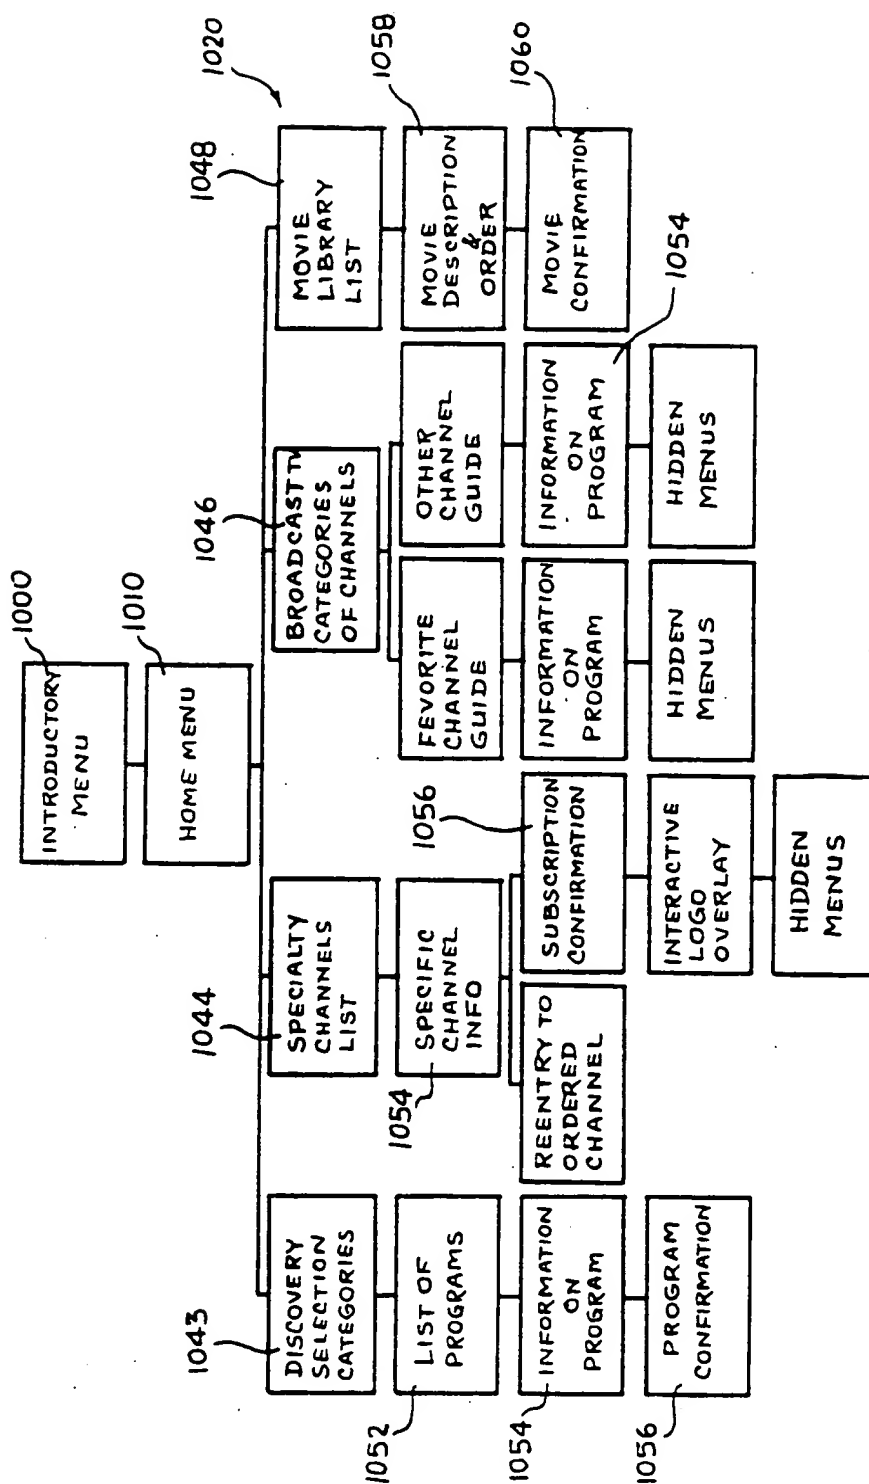 1000
INTRODUCTORY
MENU
1010
HOME MENU
1020
1043
DISCOVERY
SELECTION
CATEGORIES
1044
SPECIALTY
CHANNELS
LIST
1046
BROADCAST TV
CATEGORIES
OF CHANNELS
1048
MOVIE
LIBRARY
LIST
1052
LIST OF
PROGRAMS
1054
SPECIFIC
CHANNEL
INFO
FEVORITE
CHANNEL
GUIDE
OTHER
CHANNEL
GUIDE
1058
MOVIE
DESCRIPTION
&
ORDER
1054
INFORMATION
ON
PROGRAM
REENTRY TO
ORDERED
CHANNEL
1056
SUBSCRIPTION
CONFIRMATION
INFORMATION
ON
PROGRAM
INFORMATION
ON
PROGRAM
1054
MOVIE
CONFIRMATION
1060
1056
PROGRAM
CONFIRMATION
INTERACTIVE
LOGO
OVERLAY
HIDDEN
MENUS
HIDDEN
MENUS
HIDDEN
MENUS